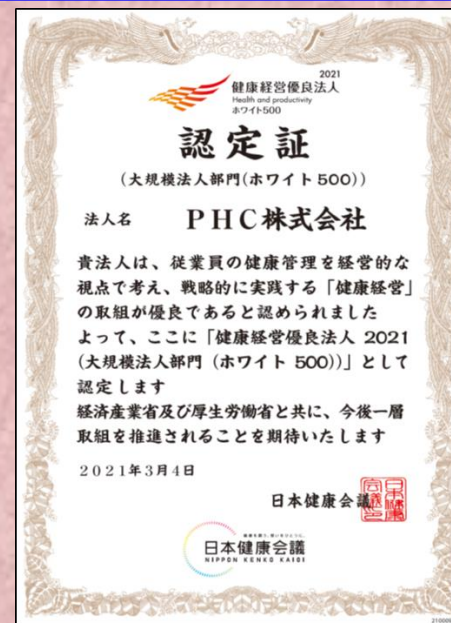 2021
健康経営優良法人
Health and productivity
ホワイト500
認定証
(大規模法人部門(ホワイト500))
法人名 PHC株式会社
貴法人は、従業員の健康管理を経営的な
視点で考え、戦略的に実践する「健康経営」
の取組が優良であると認められました
よって、ここに「健康経営優良法人 2021
(大規模法人部門 (ホワイト 500))」として
認定します
経済産業省及び厚生労働省と共に、今後一層
取組を推進されることを期待いたします
2021年3月4日
日本健康会議
日本健康会議
NIPPON KENKO KAIGI